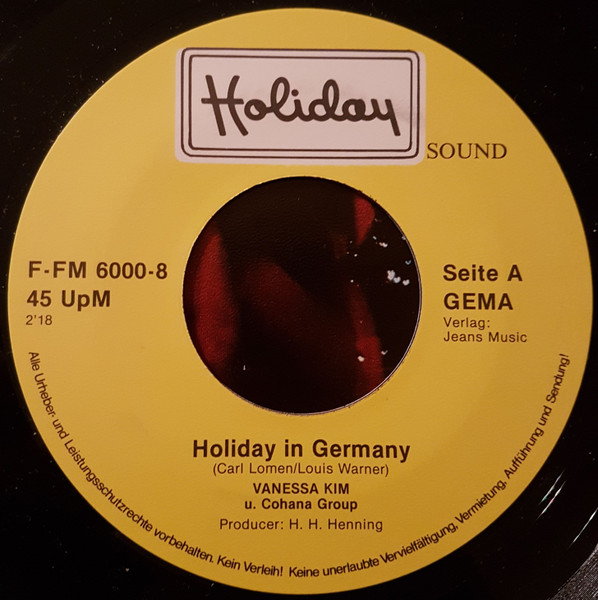 Holiday
SOUND
F-FM 6000-8
45 UpM
2'18
Seite A
GEMA
Verlag:
Jeans Music
Holiday in Germany
(Carl Lomen/Louis Warner)
VANESSA KIM
u. Cohana Group
Producer: H. H. Henning
Alle Urheber- und Leistungsschutzrechte vorbehalten. Kein Verleih! Keine unerlaubte Vervielfältigung, Vermietung, Aufführung und Sendung!